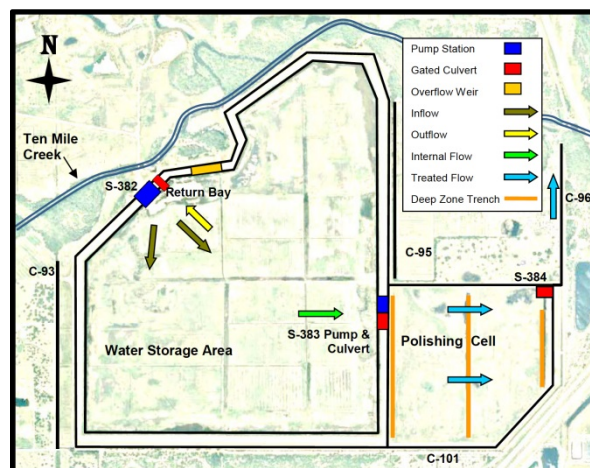 N
Ten Mile
Creek
S-382
Return Bay
C-93
Water Storage Area
S-383 Pump &
Culvert
Polishing Cell
C-95
C-96
S-384
C-101
Pump Station
Gated Culvert
Overflow Weir
Inflow
Outflow
Internal Flow
Treated Flow
Deep Zone Trench